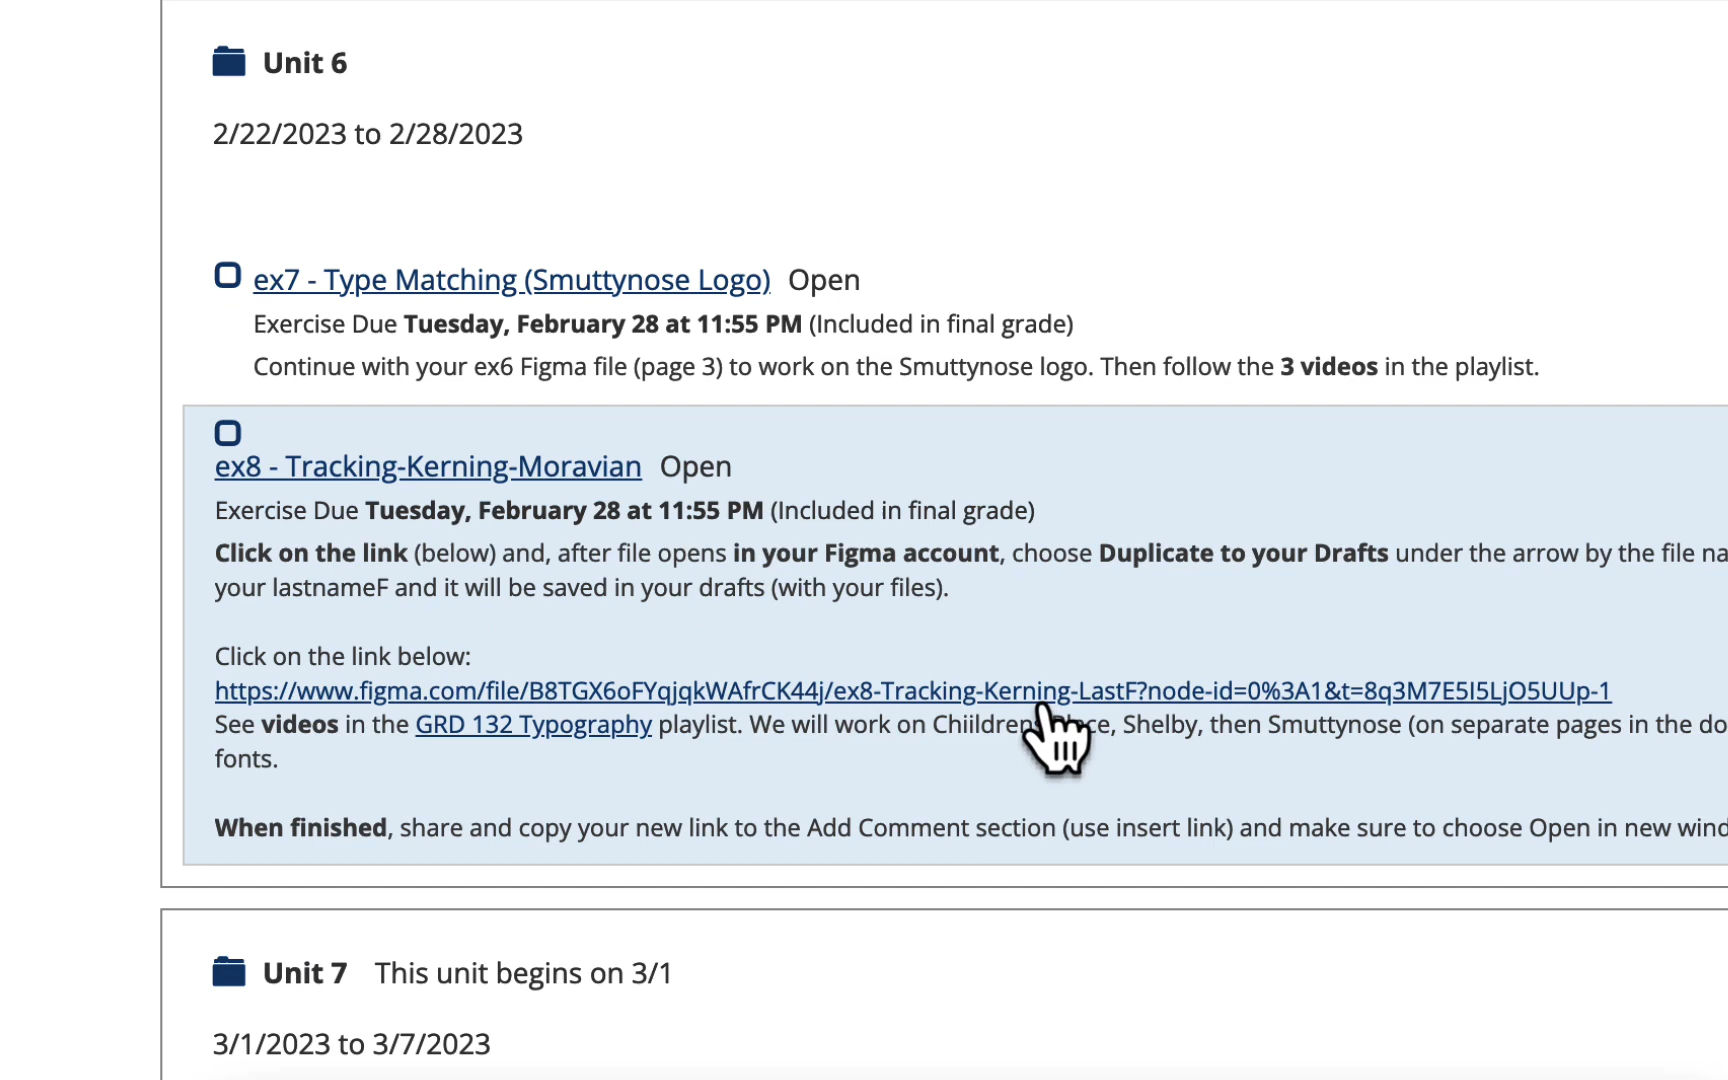 Unit 6
2/22/2023 to 2/28/2023
ex7 - Type Matching (Smuttynose Logo) Open
Exercise Due Tuesday, February 28 at 11:55 PM (Included in final grade)
Continue with your ex6 Figma file (page 3) to work on the Smuttynose logo. Then follow the 3 videos in the playlist.
ex8 - Tracking-Kerning-Moravian Open
Exercise Due Tuesday, February 28 at 11:55 PM (Included in final grade)
Click on the link (below) and, after file opens in your Figma account, choose Duplicate to your Drafts under the arrow by the file na
your lastnameF and it will be saved in your drafts (with your files).
Click on the link below:
https://www.figma.com/file/B8TGX6oFYqjqkWAfrCK44j/ex8-Tracking-Kerning-LastF?node-id=0%3A1&t=8q3M7E5I5LjO5UUp-1
See videos in the GRD 132 Typography playlist. We will work on Chiildren, Shelby, then Smuttynose (on separate pages in the do
fonts.
When finished, share and copy your new link to the Add Comment section (use insert link) and make sure to choose Open in new wind
Unit 7 This unit begins on 3/1
3/1/2023 to 3/7/2023